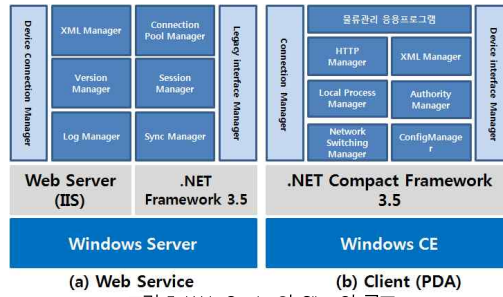 Device Connection Manager
XML Manager
Connection
Pool Manager
Version
Manager
Session
Manager
Log Manager
Sync Manager
Legacy interface Manager
Web Server
(IIS)
.NET
Framework 3.5
Windows Server
(a) Web Service
Connection Manager
물류관리 응용프로그램
HTTP
Manager
XML Manager
Local Process
Manager
Authority
Manager
Network
Switching
Manager
ConfigManage
r
Device interface Manager
.NET Compact Framework
3.5
Windows CE
(b) Client (PDA)